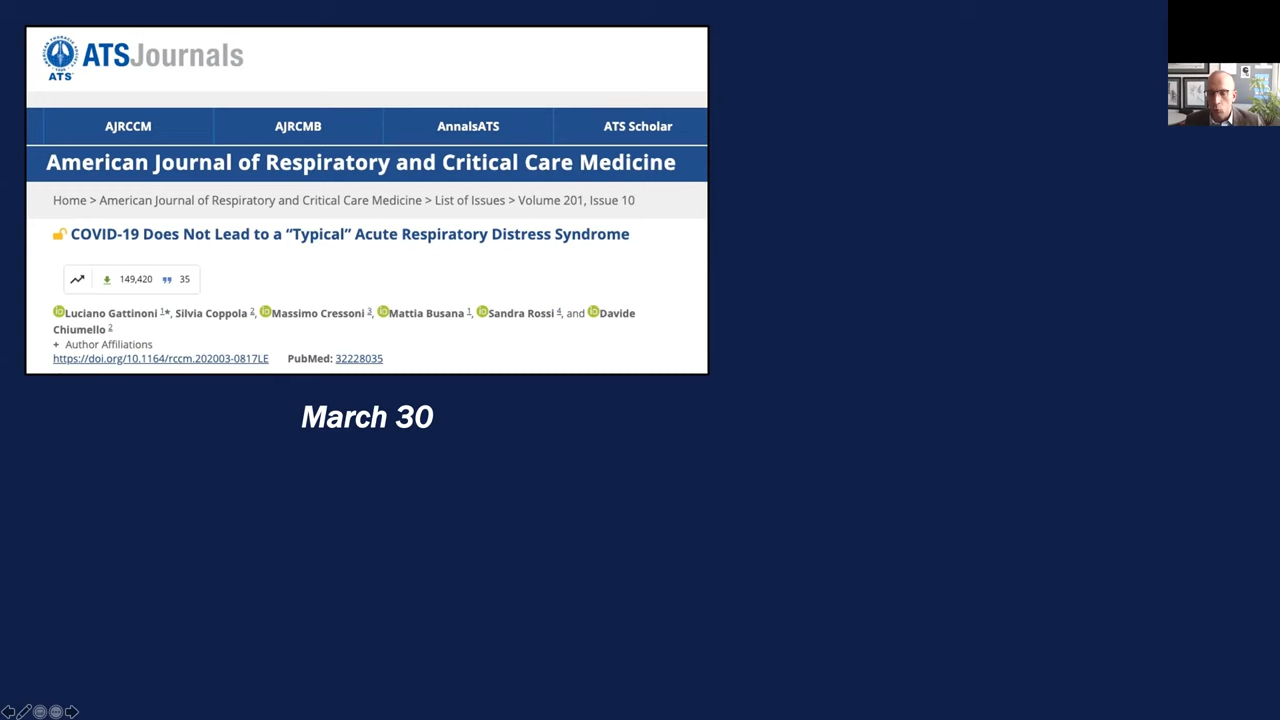 ATSJournals
ATS
AJRCCM AJRCMB AnnalsATS ATS Scholar
American Journal of Respiratory and Critical Care Medicine
Home > American Journal of Respiratory and Critical Care Medicine > List of Issues > Volume 201, Issue 10
COVID-19 Does Not Lead to a “Typical” Acute Respiratory Distress Syndrome
149,420 35
Luciano Gattinoni 1*, Silvia Coppola 2, Massimo Cressoni 3, Mattia Busana 1, Sandra Rossi 4, and Davide
Chiumello 2
+ Author Affiliations
https://doi.org/10.1164/rccm.202003-0817LE PubMed: 32228035
March 30